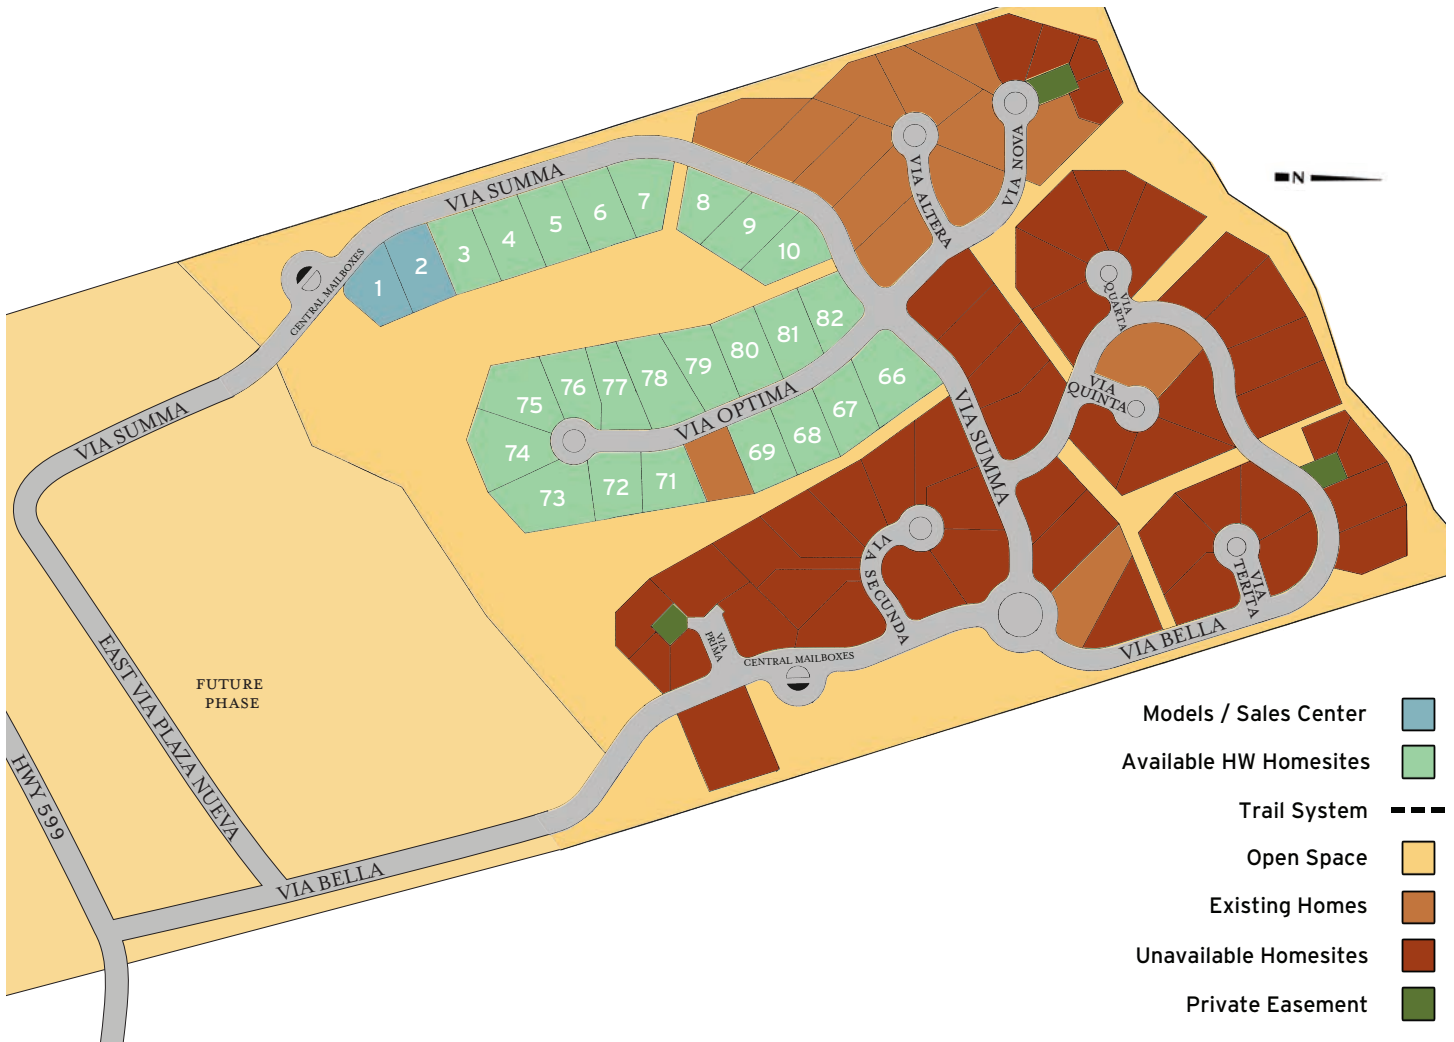 VIA NOVA
VIA ALTERA
N
VIA SUMMA
7
8
6
5
9
4
3
10
2
1
CENTRAL MAILBOXES
VIA
QUARTA
82
81
80
79
78
77
76
75
66
67
VIA OPTIMA
VIA
QUINTA
VIA SUMMA
VIA SUMMA
68
69
74
71
72
73
VIA
SECUNDA
VIA
TERITA
VIA
PRIMA
CENTRAL MAILBOXES
VIA BELLA
EAST VIA PLAZA NUEVA
FUTURE
PHASE
HWY 599
VIA BELLA
Models / Sales Center
Available HW Homesites
Trail System
Open Space
Existing Homes
Unavailable Homesites
Private Easement